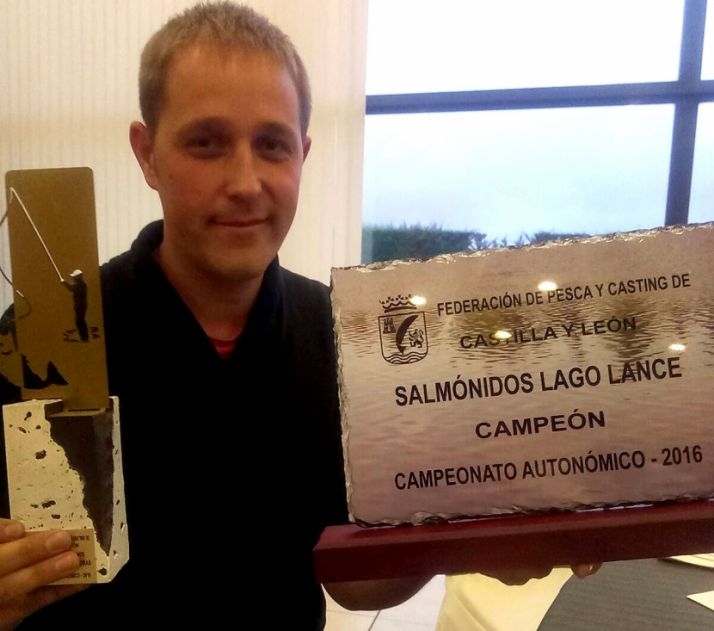 FEDERACIÓN DE PESCA Y CASTING DE
CASTILLA Y LEÓN
SALMÓNIDOS LAGO LANCE
CAMPEÓN
CAMPEONATO AUTONÓMICO - 2016